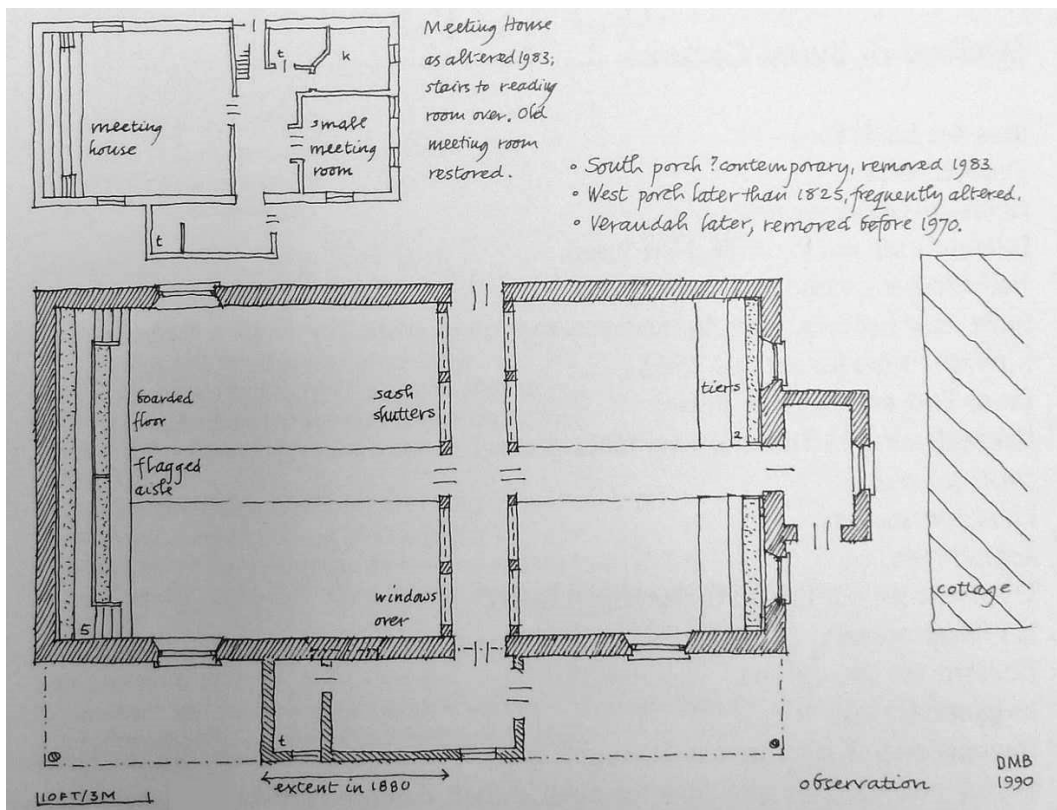 Meeting House
as altered 1983;
stairs to reading
room over. Old
meeting room
restored.
t
k
meeting
house
small
meeting
room
t
• South porch ?contemporary, removed 1983.
• West porch later than 1825, frequently altered.
• Verandah later, removed before 1970.
boarded
floor
sash
shutters
tiers
2
flagged
aisle
windows
over
5
cottage
t
extent in 1880
10FT/3M
observation
DMB
1990